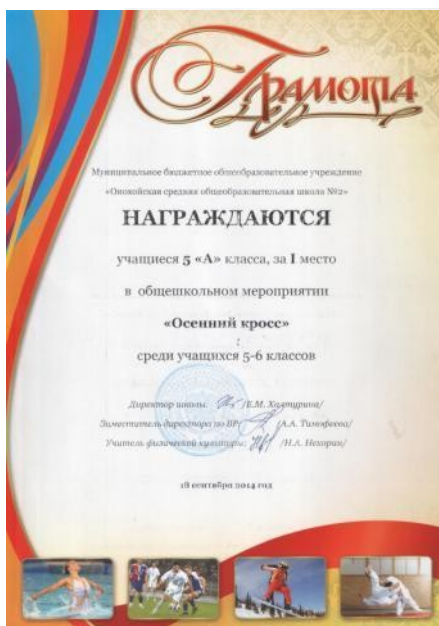 Грамота
Муниципальное бюджетное общеобразовательное учреждение
«Онохойская средняя общеобразовательная школа №2»
НАГРАЖДАЮТСЯ
учащиеся 5 «А» класса, за I место
в общешкольном мероприятии
«Осенний кросс»
среди учащихся 5-6 классов
Директор школы: /Е.М. Халтурина/
Заместитель директора по ВР: /А.А. Тимофеева/
Учитель физической культуры: /Н.А. Нехорих/
18 сентября 2014 год